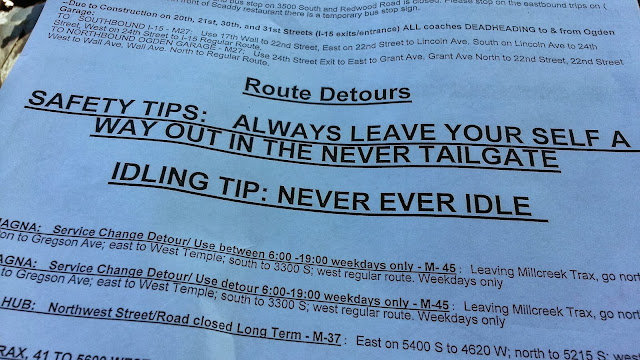 bus stop on 3500 South and Redwood Road is closed. Please stop on the eastbound trips on (
front of Scaddy restaurant there is a temporary bus stop sign.
-Due to Construction on 20th, 21st, 30th, and 31st Streets (I-15 exits/entrance) ALL coaches DEADHEADING to & from Ogden
Garage:
TO SOUTHBOUND I-15 - M27: Use 17th Wall to 22nd Street, East on 22nd Street to Lincoln Ave. South on Lincoln Ave to 24th
Street, West on 24th Street to I-15 Regular Route.
TO NORTHBOUND OGDEN GARAGE - M27: Use 24th Street Exit to East to Grant Ave, Grant Ave North to 22nd Street, 22nd Street
West to Wall Ave, Wall Ave. North to Regular Route.
Route Detours
SAFETY TIPS: ALWAYS LEAVE YOUR SELF A
WAY OUT IN THE NEVER TAILGATE
IDLING TIP: NEVER EVER IDLE
MAGNA: Service Change Detour/ Use between 6:00 -19:00 weekdays only - M- 45 : Leaving Millcreek Trax, go nort
on to Gregson Ave; east to West Temple; south to 3300 S; west regular route. Weekdays only
AGNA: Service Change Detour/ Use detour 6:00-19:00 weekdays only - M-45 : Leaving Millcreek Trax, go nor
to Gregson Ave; east to West Temple; south to 3300 S; west regular route. Weekdays only
HUB: Northwest Street/Road closed Long Term - M-37 : East on 5400 S to 4620 W; north to 5215 S; west
RAX, 41 TO 5600 WEST